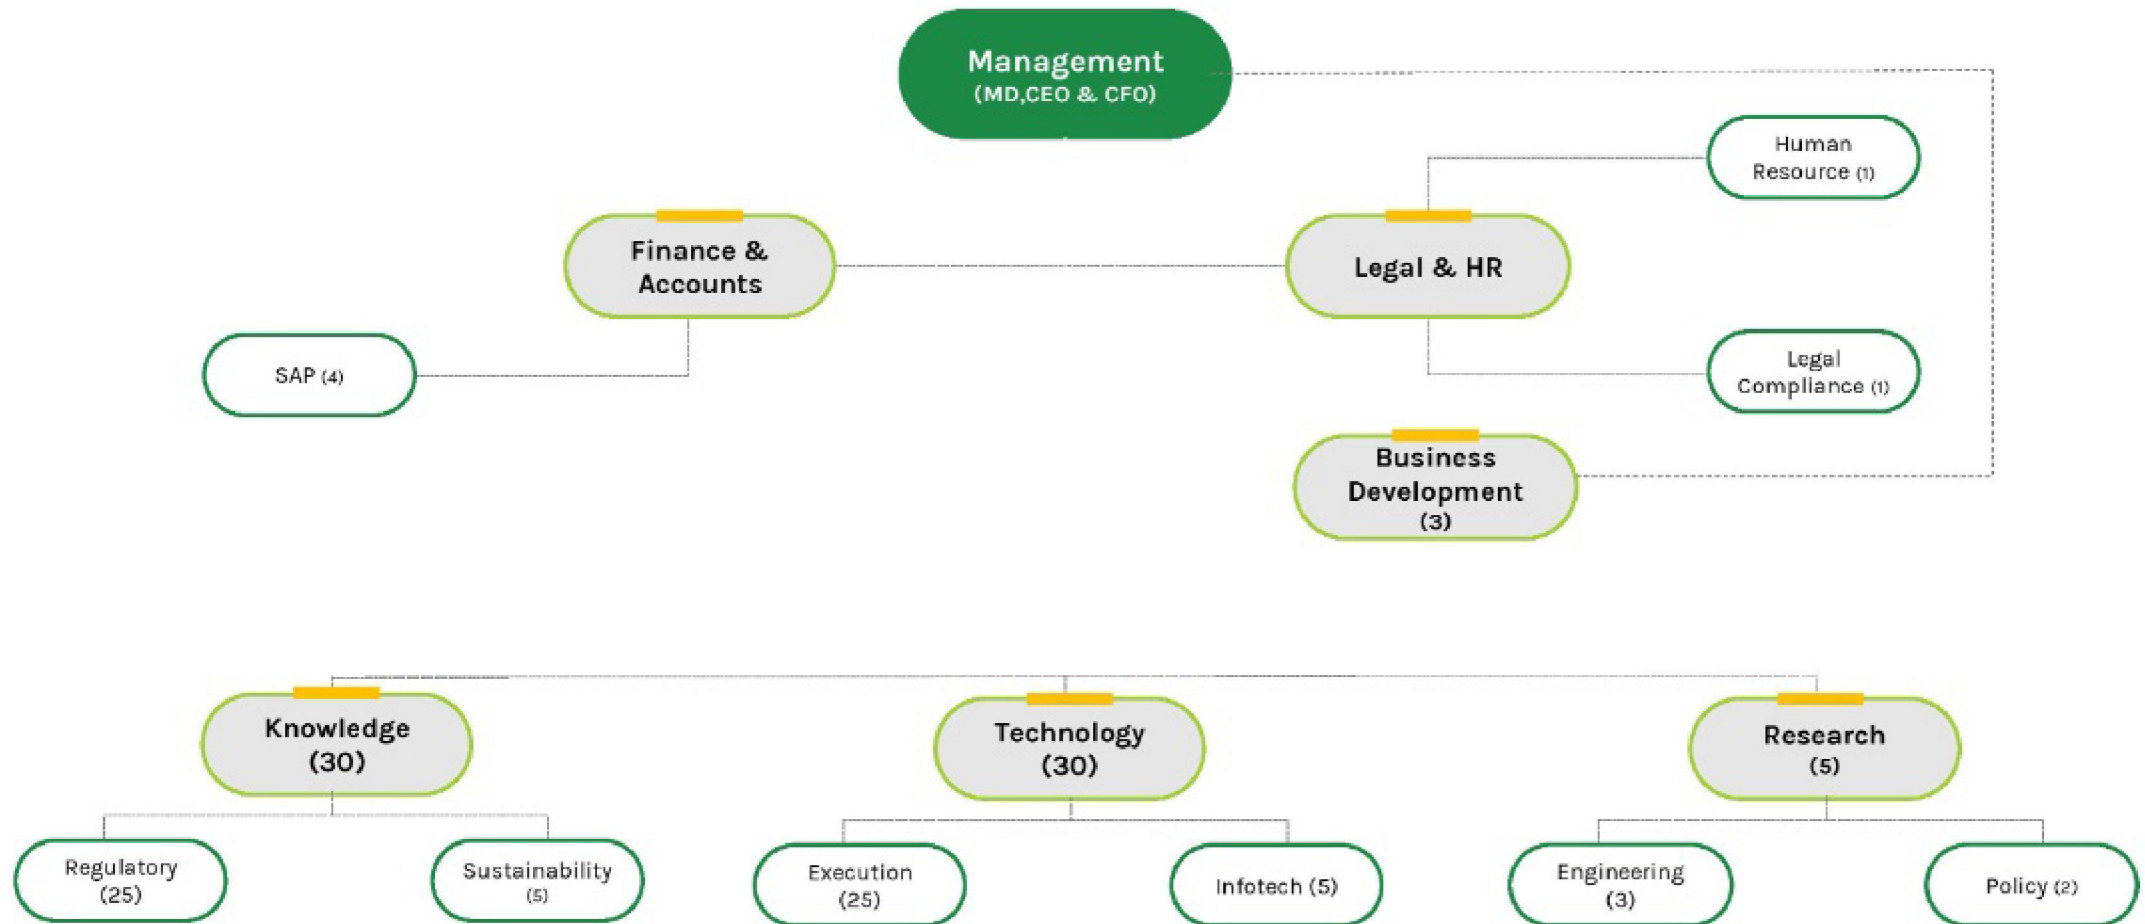 Management
(MD,CEO & CFO)
Human
Resource (1)
Finance &
Accounts
Legal & HR
SAP (4)
Legal
Compliance (1)
Business
Development
(3)
Knowledge
(30)
Technology
(30)
Research
(5)
Regulatory
(25)
Sustainability
(5)
Execution
(25)
Infotech (5)
Engineering
(3)
Policy (2)